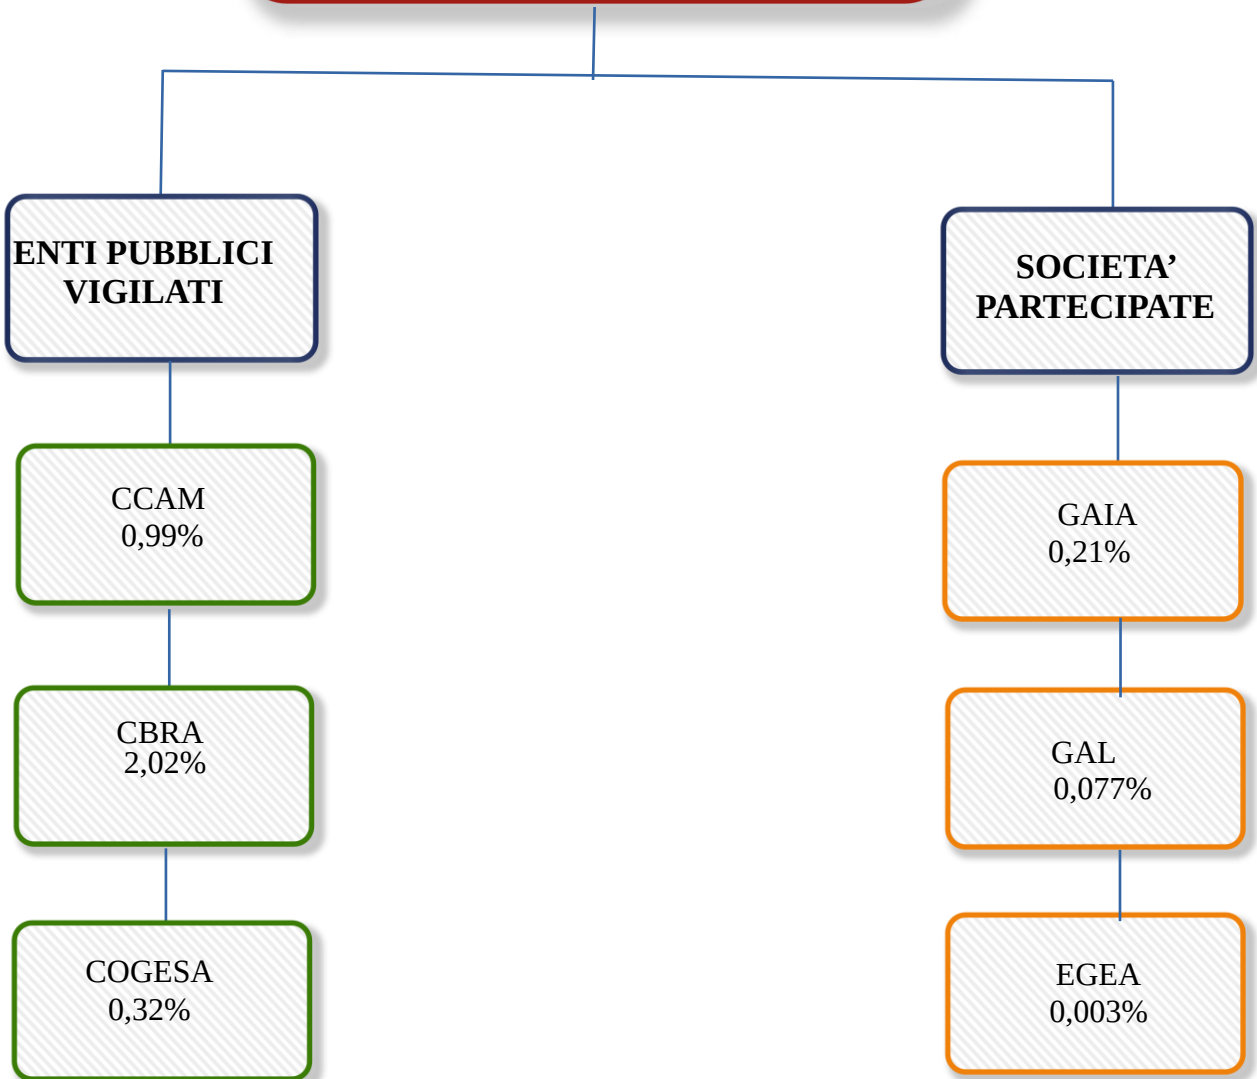 ENTI PUBBLICI
VIGILATI
SOCIETA’
PARTECIPATE
CCAM
0,99%
GAIA
0,21%
CBRA
2,02%
GAL
0,077%
COGESA
0,32%
EGEA
0,003%